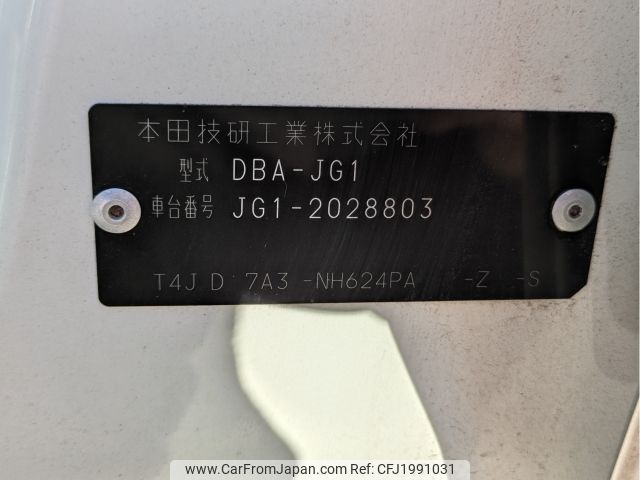 本田技研工業株式会社
型式 DBA-JG1
車台番号 JG1-2028803
T4J D 7A3 -NH624PA -Z -S
www.CarFromJapan.com | CFJ1991031